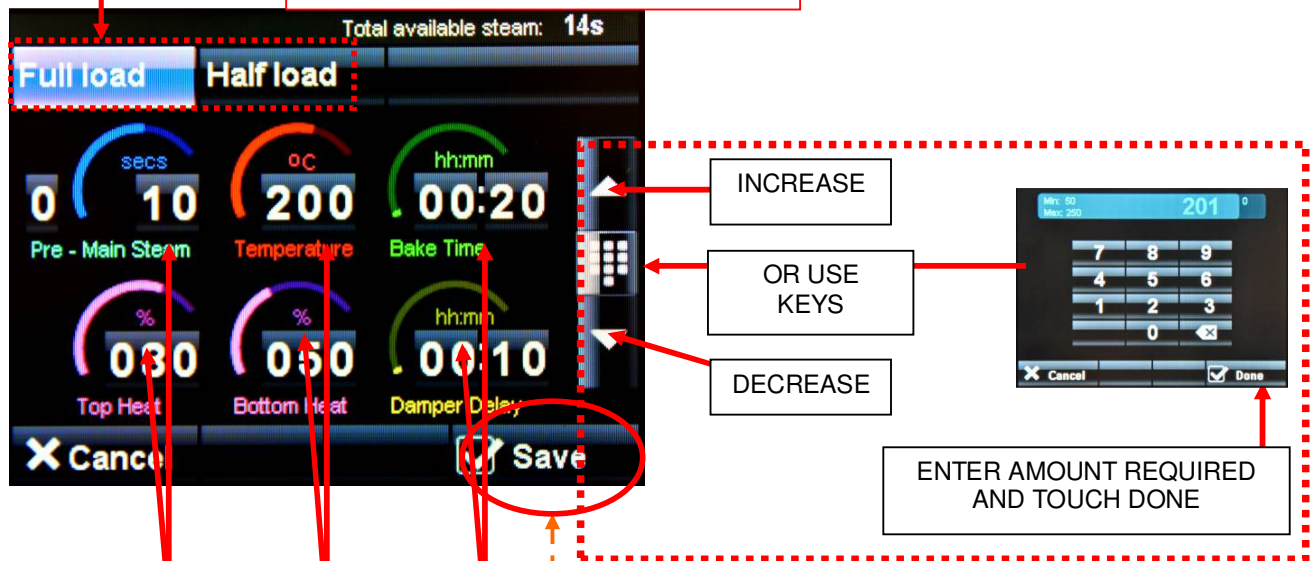 Total available steam: 14s
Full load Half load
secs °C hh:mm
0 10 200 00:20
Pre - Main Steam Temperature Bake Time
% % hh:mm
050 00:10
Top Heat Bottom Heat Damper Delay
Cancel Save
INCREASE
OR USE
KEYS
DECREASE
Min: 50
Max: 250
201 °
7 8 9
4 5 6
1 2 3
0
Cancel Done
ENTER AMOUNT REQUIRED
AND TOUCH DONE